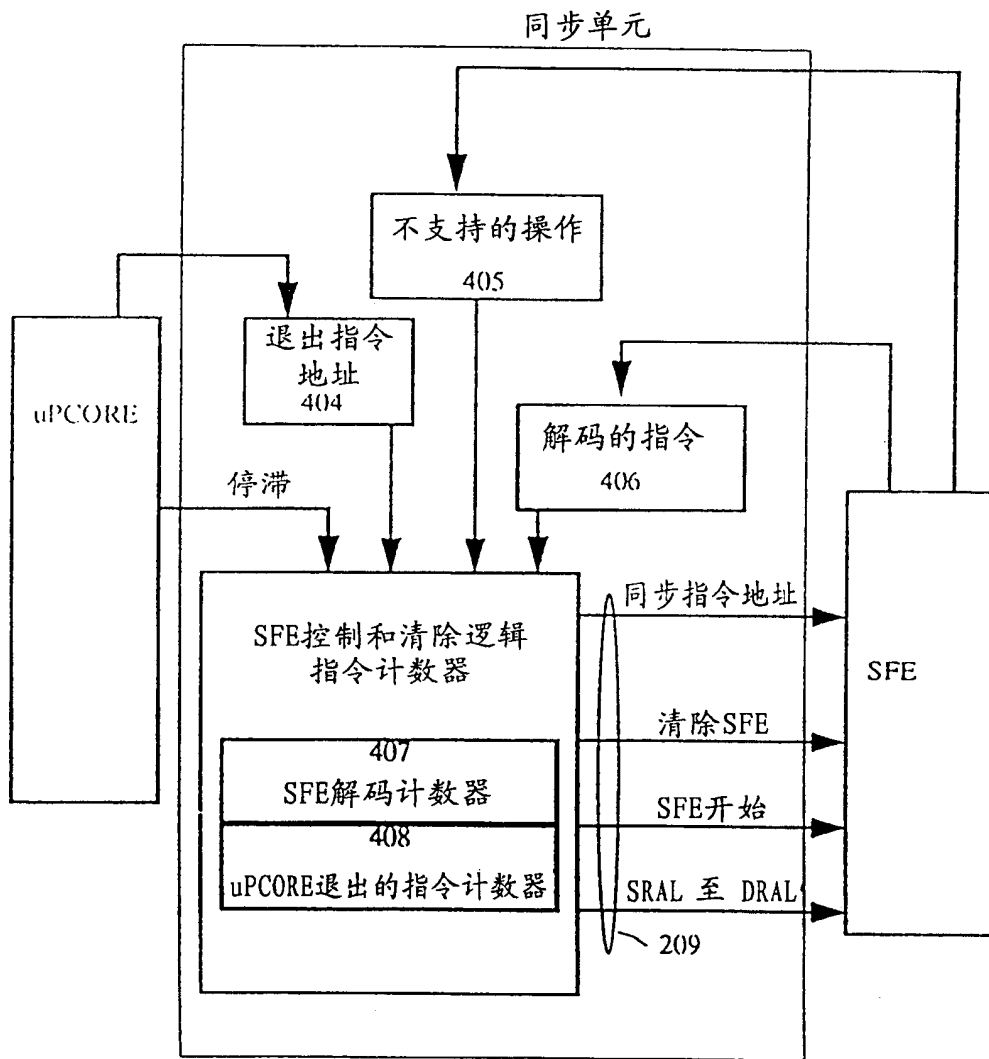 同步单元
不支持的操作
405
退出指令
地址
404
uPCORE
解码的指令
406
停滞
同步指令地址
SFE控制和清除逻辑
指令计数器
SFE
清除SFE
407
SFE解码计数器
SFE开始
408
uPCORE退出的指令计数器
SRAL 至 DRAL
209